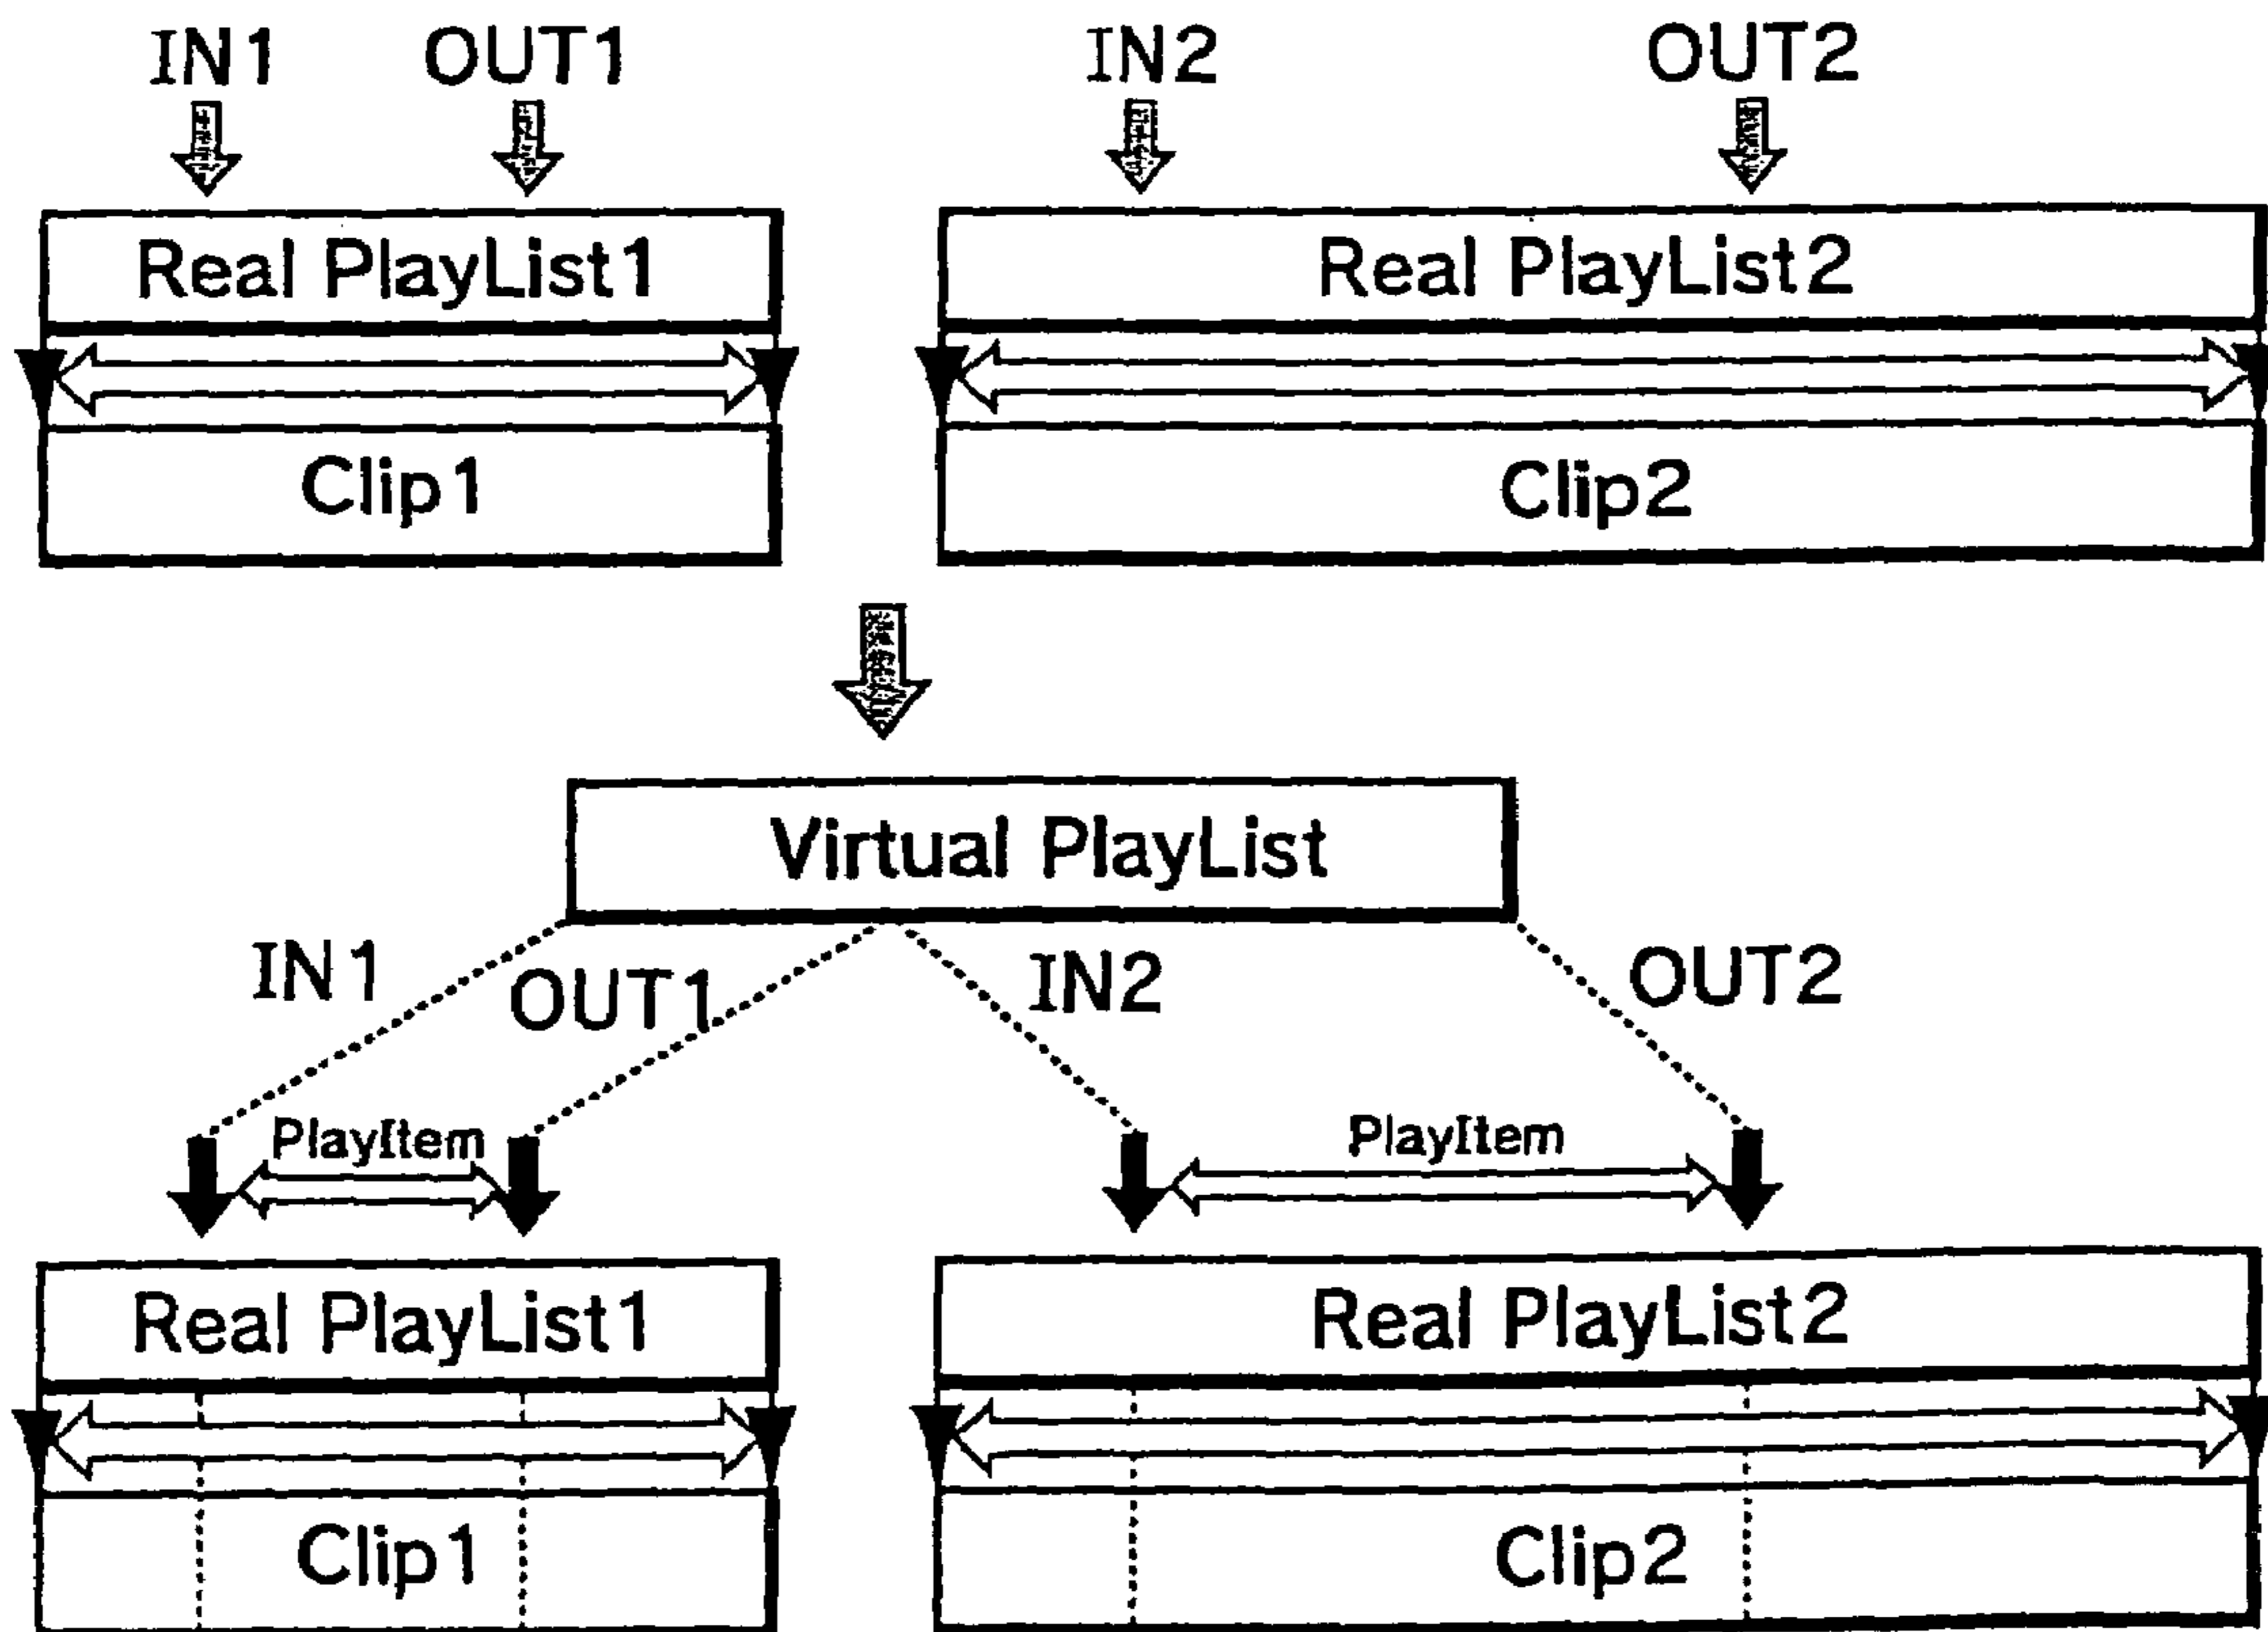 IN1 OUT1 IN2 OUT2
Real PlayList1 Real PlayList2
Clip1 Clip2
Virtual PlayList
IN1 OUT1 IN2 OUT2
PlayItem PlayItem
Real PlayList1 Real PlayList2
Clip1 Clip2